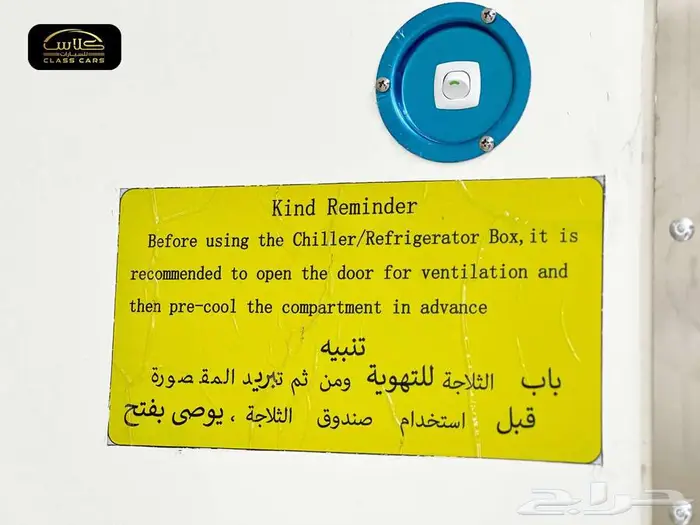 كلاس
للسيارات
CLASS CARS
Kind Reminder
Before using the Chiller/Refrigerator Box, it is
recommended to open the door for ventilation and
then pre-cool the compartment in advance
تنبيه
باب الثلاجة للتهوية ومن ثم تبريد المقصورة
قبل استخدام صندوق الثلاجة ، يوصى بفتح
حراج